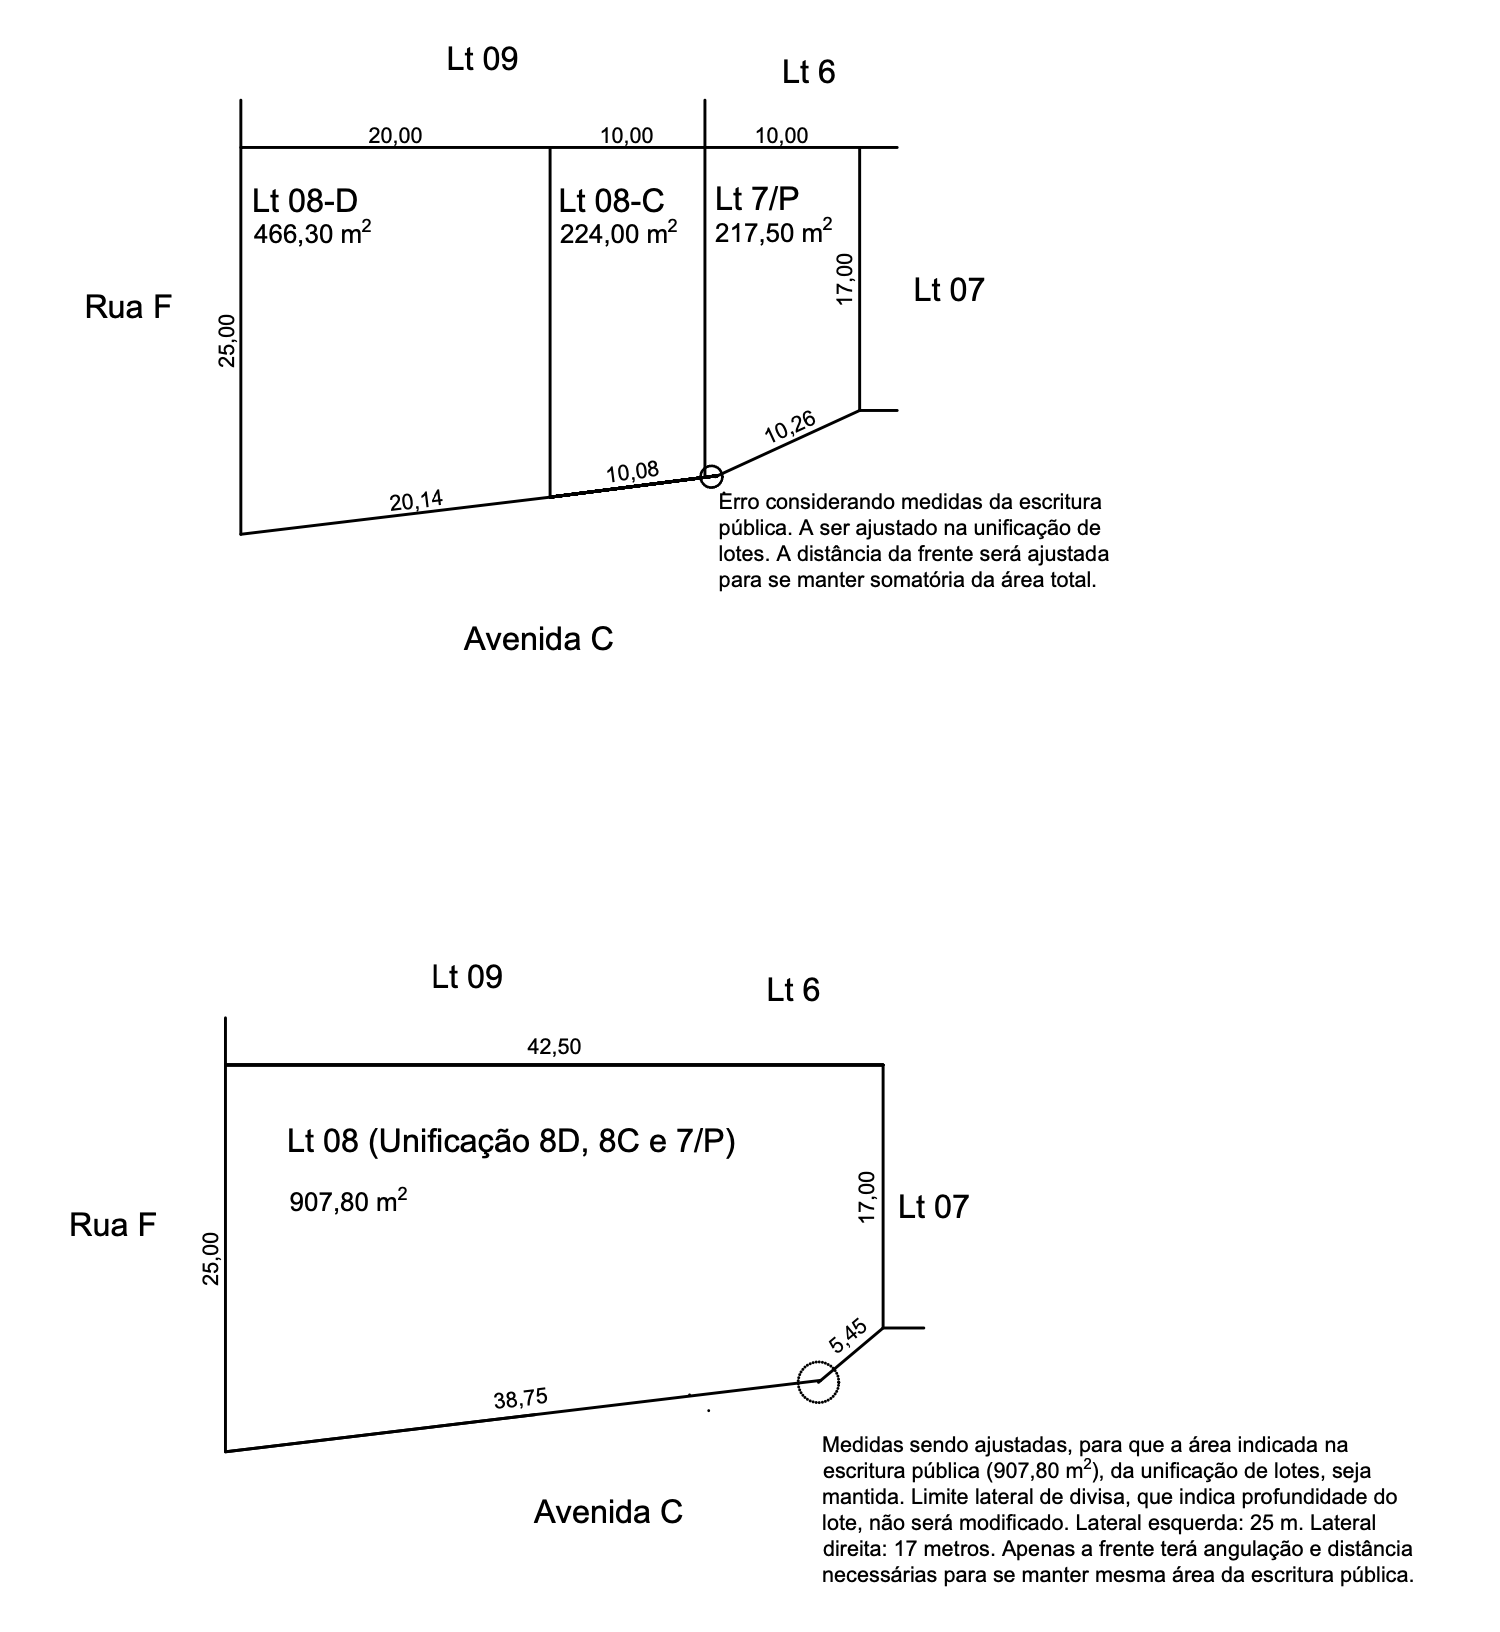 Lt 09
Lt 6
20,00
10,00
10,00
Lt 08-D
466,30 m²
Lt 08-C
224,00 m²
Lt 7/P
217,50 m²
17,00
Lt 07
Rua F
25,00
10,26
10,08
20,14
Erro considerando medidas da escritura
pública. A ser ajustado na unificação de
lotes. A distância da frente será ajustada
para se manter somatória da área total.
Avenida C
Lt 09
Lt 6
42,50
Lt 08 (Unificação 8D, 8C e 7/P)
907,80 m²
17,00
Lt 07
Rua F
25,00
5,45
38,75
Medidas sendo ajustadas, para que a área indicada na
escritura pública (907,80 m²), da unificação de lotes, seja
mantida. Limite lateral de divisa, que indica profundidade do
lote, não será modificado. Lateral esquerda: 25 m. Lateral
direita: 17 metros. Apenas a frente terá angulação e distância
necessárias para se manter mesma área da escritura pública.
Avenida C